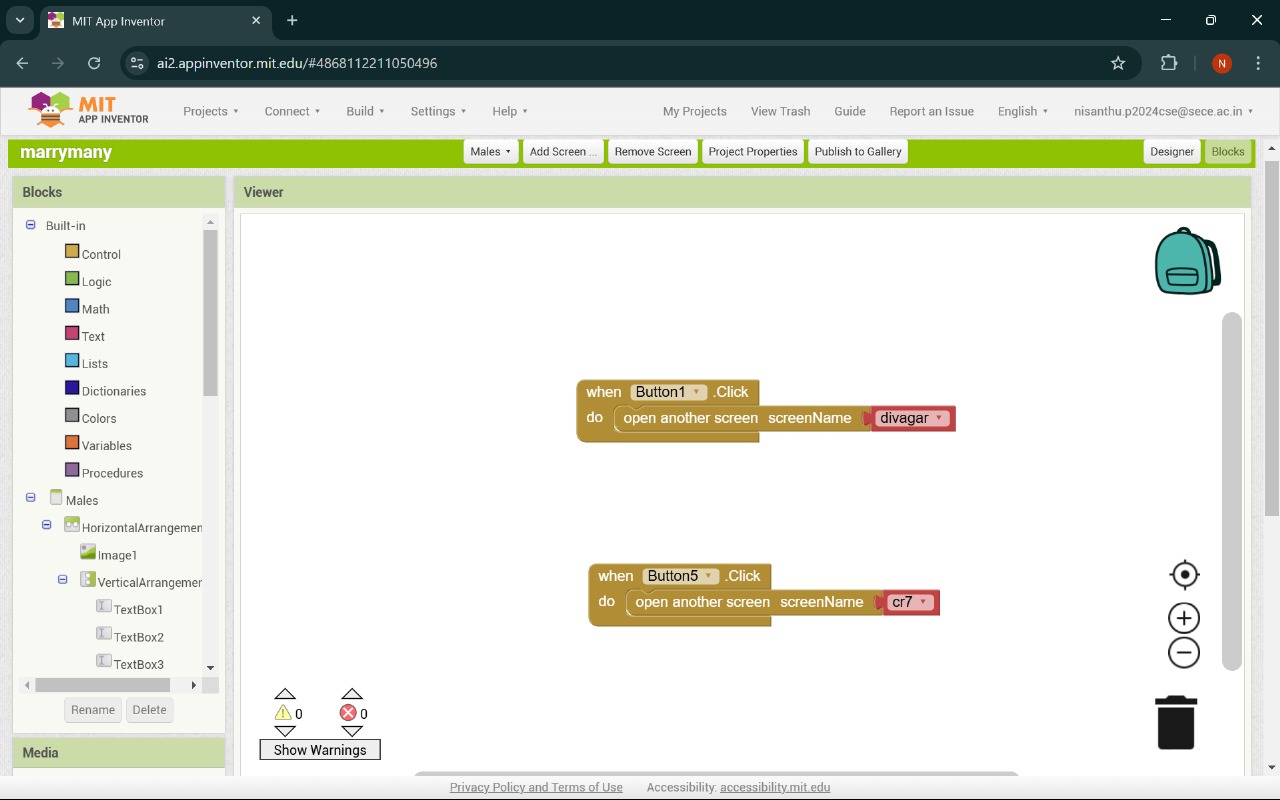 MIT App Inventor
ai2.appinventor.mit.edu/#4868112211050496
N
MIT
APP INVENTOR
Projects
Connect
Build
Settings
Help
My Projects
View Trash
Guide
Report an Issue
English
nisanthu.p2024cse@sece.ac.in
marrymany
Males
Add Screen ...
Remove Screen
Project Properties
Publish to Gallery
Designer
Blocks
Blocks
Viewer
Built-in
Control
Logic
Math
Text
Lists
Dictionaries
Colors
Variables
Procedures
Males
HorizontalArrangemen
Image1
VerticalArrangemer
TextBox1
TextBox2
TextBox3
Rename
Delete
Media
when Button1 .Click
do open another screen screenName divagar
when Button5 .Click
do open another screen screenName cr7
0
0
Show Warnings
Privacy Policy and Terms of Use
Accessibility: accessibility.mit.edu